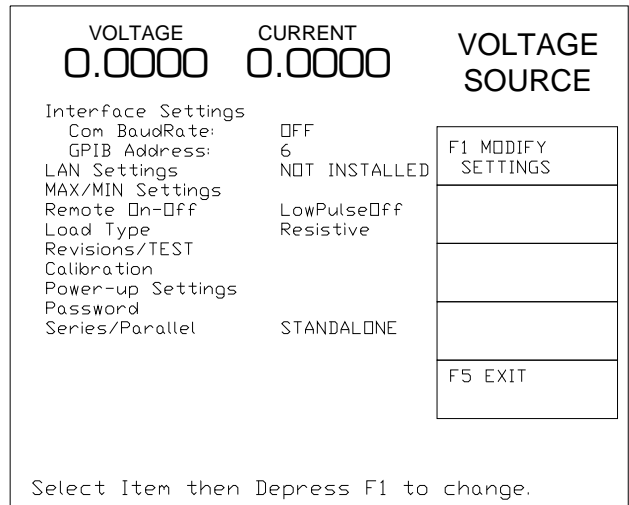 VOLTAGE CURRENT
0.0000 0.0000
VOLTAGE
SOURCE
Interface Settings
Com BaudRate: OFF
GPIB Address: 6
LAN Settings NOT INSTALLED
MAX/MIN Settings
Remote On-Off LowPulseOff
Load Type Resistive
Revisions/TEST
Calibration
Power-up Settings
Password
Series/Parallel STANDALONE
F1 MODIFY
SETTINGS
F5 EXIT
Select Item then Depress F1 to change.